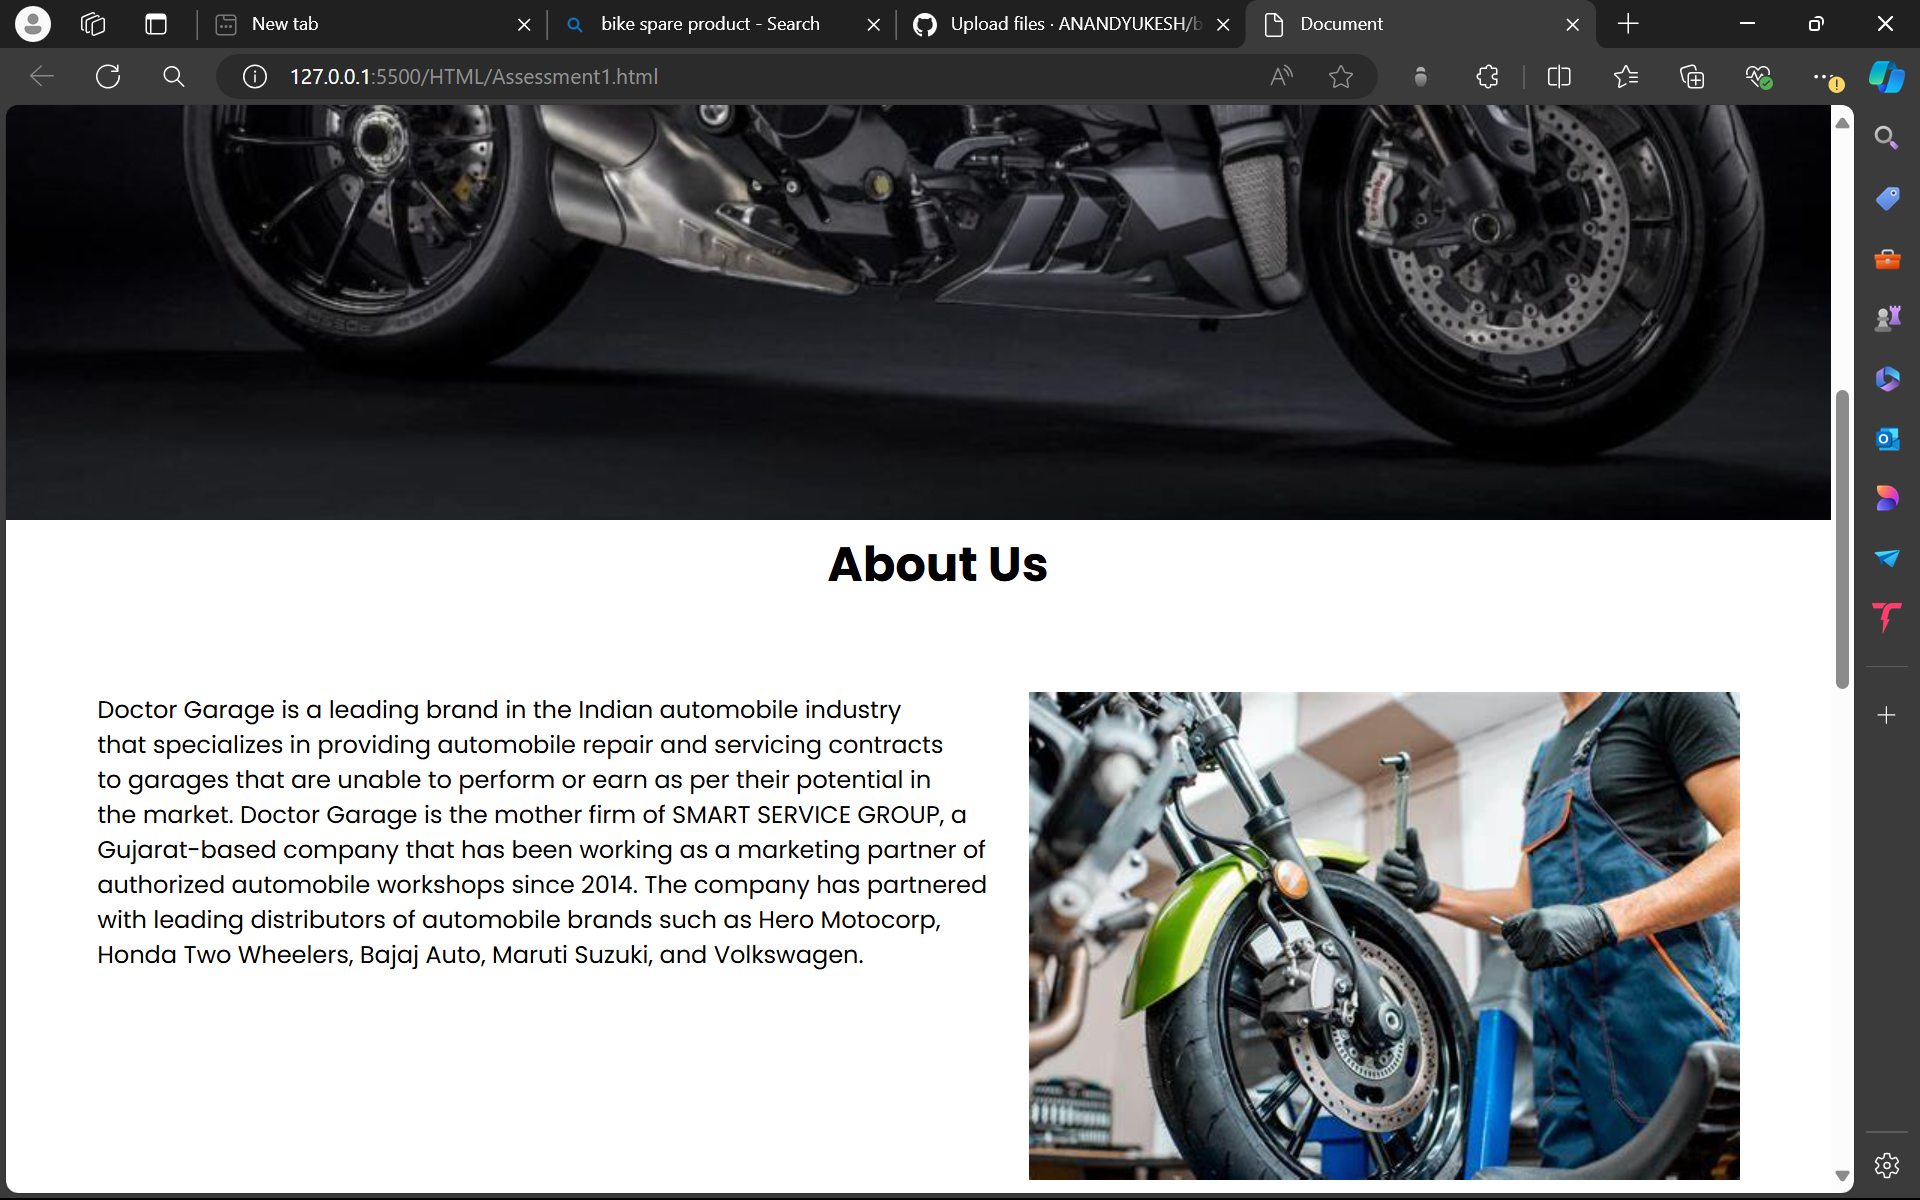 New tab
bike spare product - Search
Upload files · ANANDYUKESH/b
Document
127.0.0.1:5500/HTML/Assessment1.html
brembo
About Us
Doctor Garage is a leading brand in the Indian automobile industry
that specializes in providing automobile repair and servicing contracts
to garages that are unable to perform or earn as per their potential in
the market. Doctor Garage is the mother firm of SMART SERVICE GROUP, a
Gujarat-based company that has been working as a marketing partner of
authorized automobile workshops since 2014. The company has partnered
with leading distributors of automobile brands such as Hero Motocorp,
Honda Two Wheelers, Bajaj Auto, Maruti Suzuki, and Volkswagen.